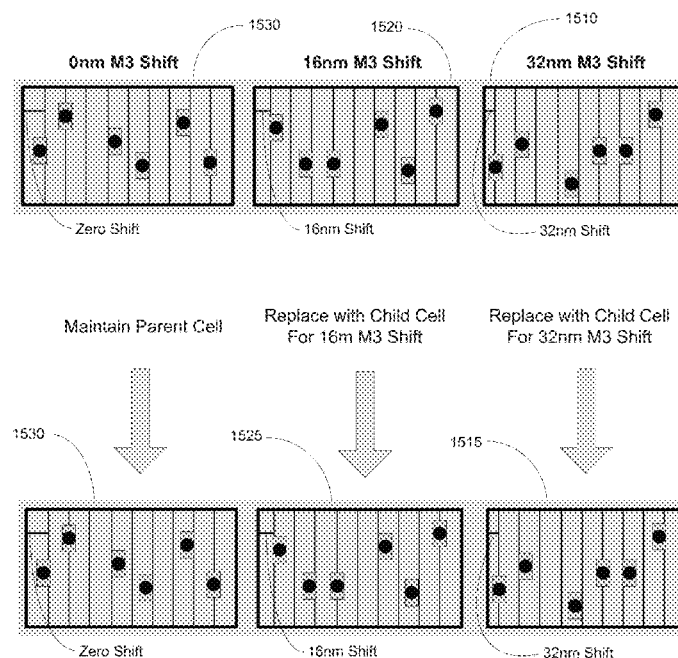 1530
1520
1510
0nm M3 Shift
16nm M3 Shift
32nm M3 Shift
Zero Shift
16nm Shift
32nm Shift
Maintain Parent Cell
Replace with Child Cell
For 16m M3 Shift
Replace with Child Cell
For 32nm M3 Shift
1530
1525
1515
Zero Shift
16nm Shift
32nm Shift